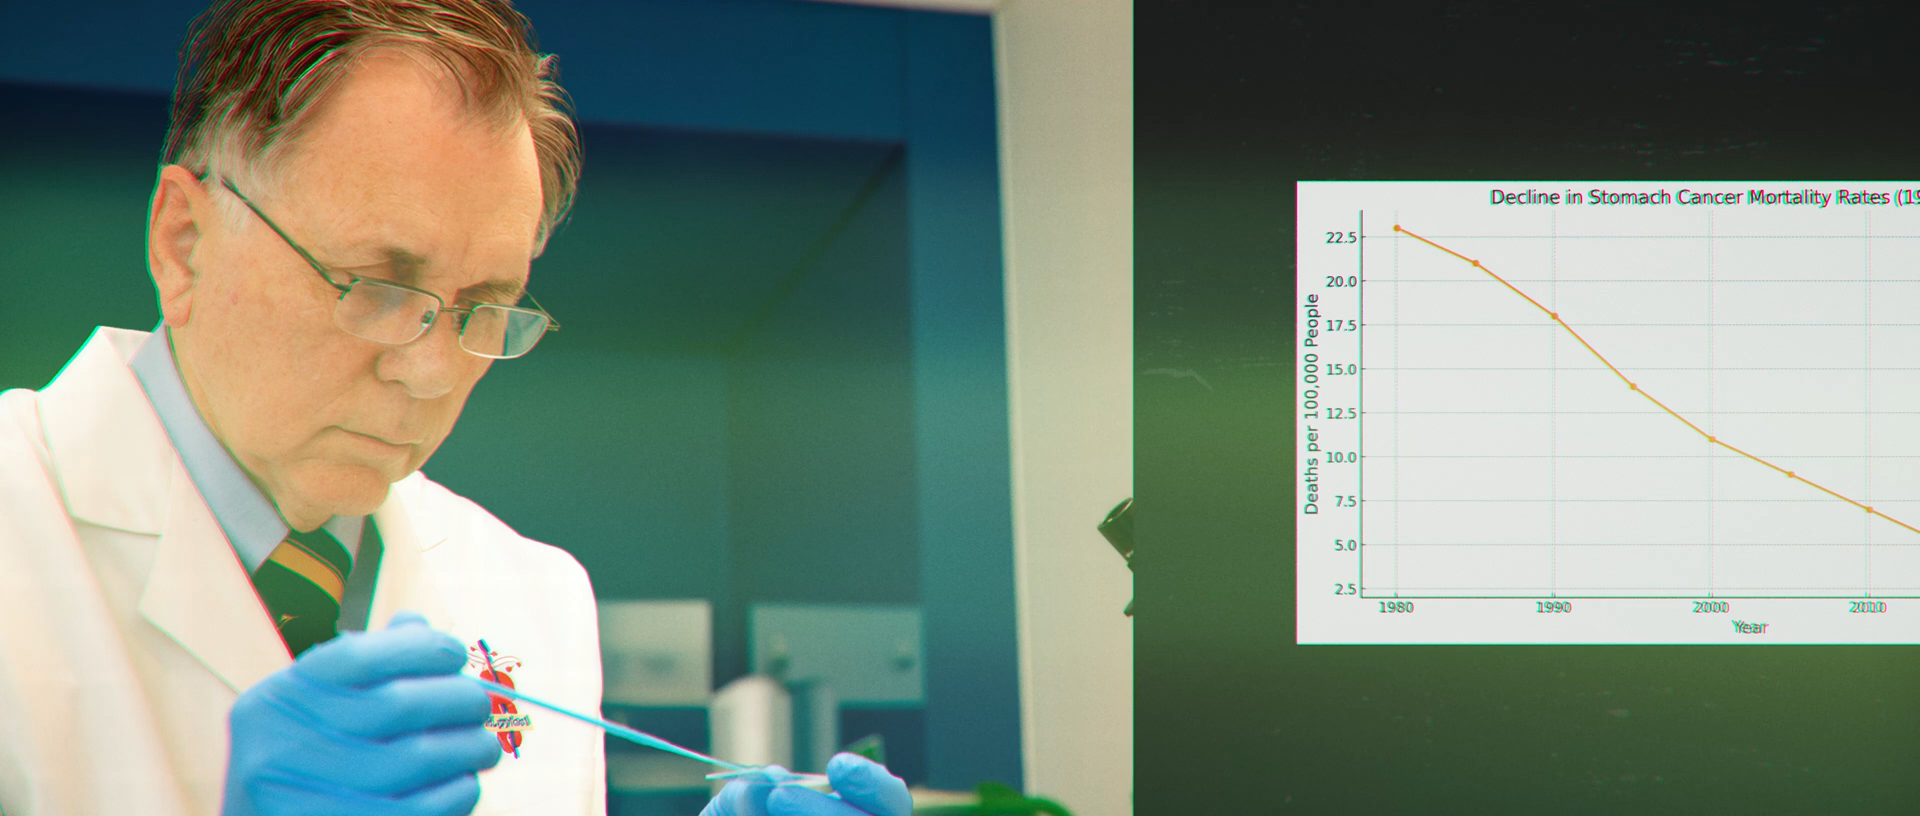 H.pylori
Decline in Stomach Cancer Mortality Rates (19
Deaths per 100,000 People
22.5
20.0
17.5
15.0
12.5
10.0
7.5
5.0
2.5
1980 1990 2000 2010
Year